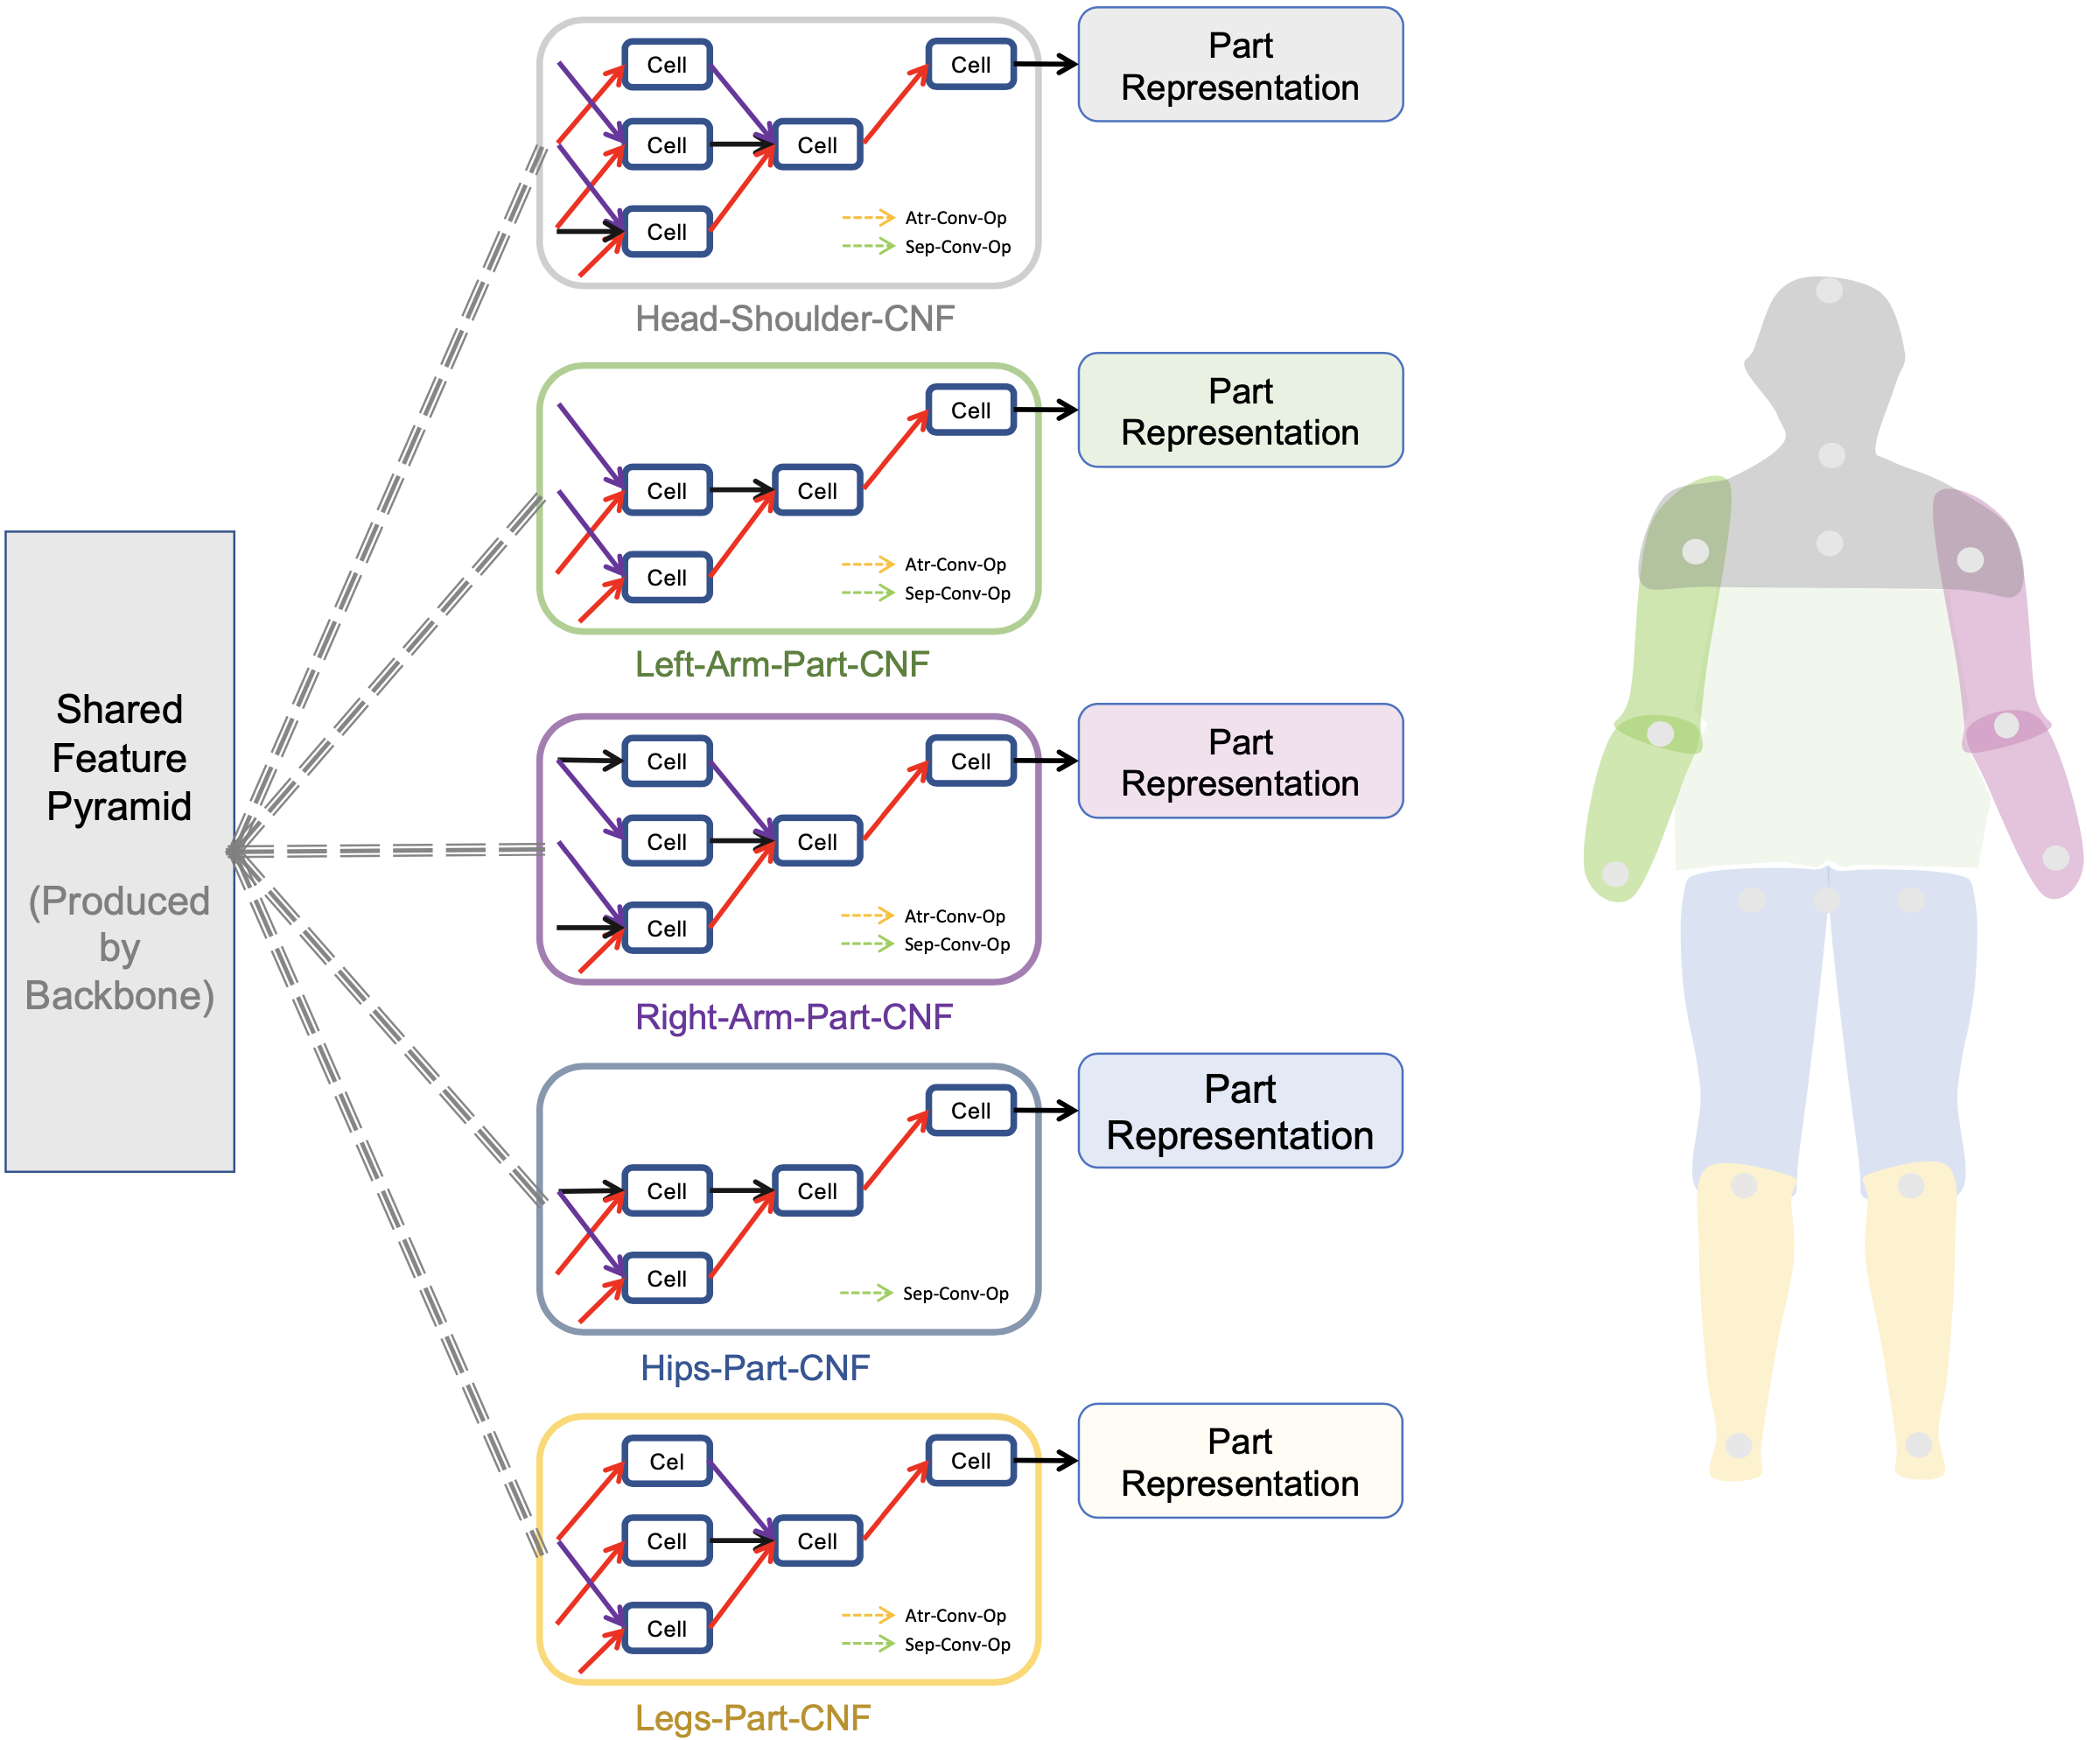 Shared
Feature
Pyramid
(Produced
by
Backbone)
Cell
Cell
Cell
Cell
Cell
Atr-Conv-Op
Sep-Conv-Op
Head-Shoulder-CNF
Part
Representation
Cell
Cell
Cell
Cell
Atr-Conv-Op
Sep-Conv-Op
Left-Arm-Part-CNF
Part
Representation
Cell
Cell
Cell
Cell
Cell
Atr-Conv-Op
Sep-Conv-Op
Right-Arm-Part-CNF
Part
Representation
Cell
Cell
Cell
Cell
Sep-Conv-Op
Hips-Part-CNF
Part
Representation
Cel
Cell
Cell
Cell
Cell
Atr-Conv-Op
Sep-Conv-Op
Legs-Part-CNF
Part
Representation